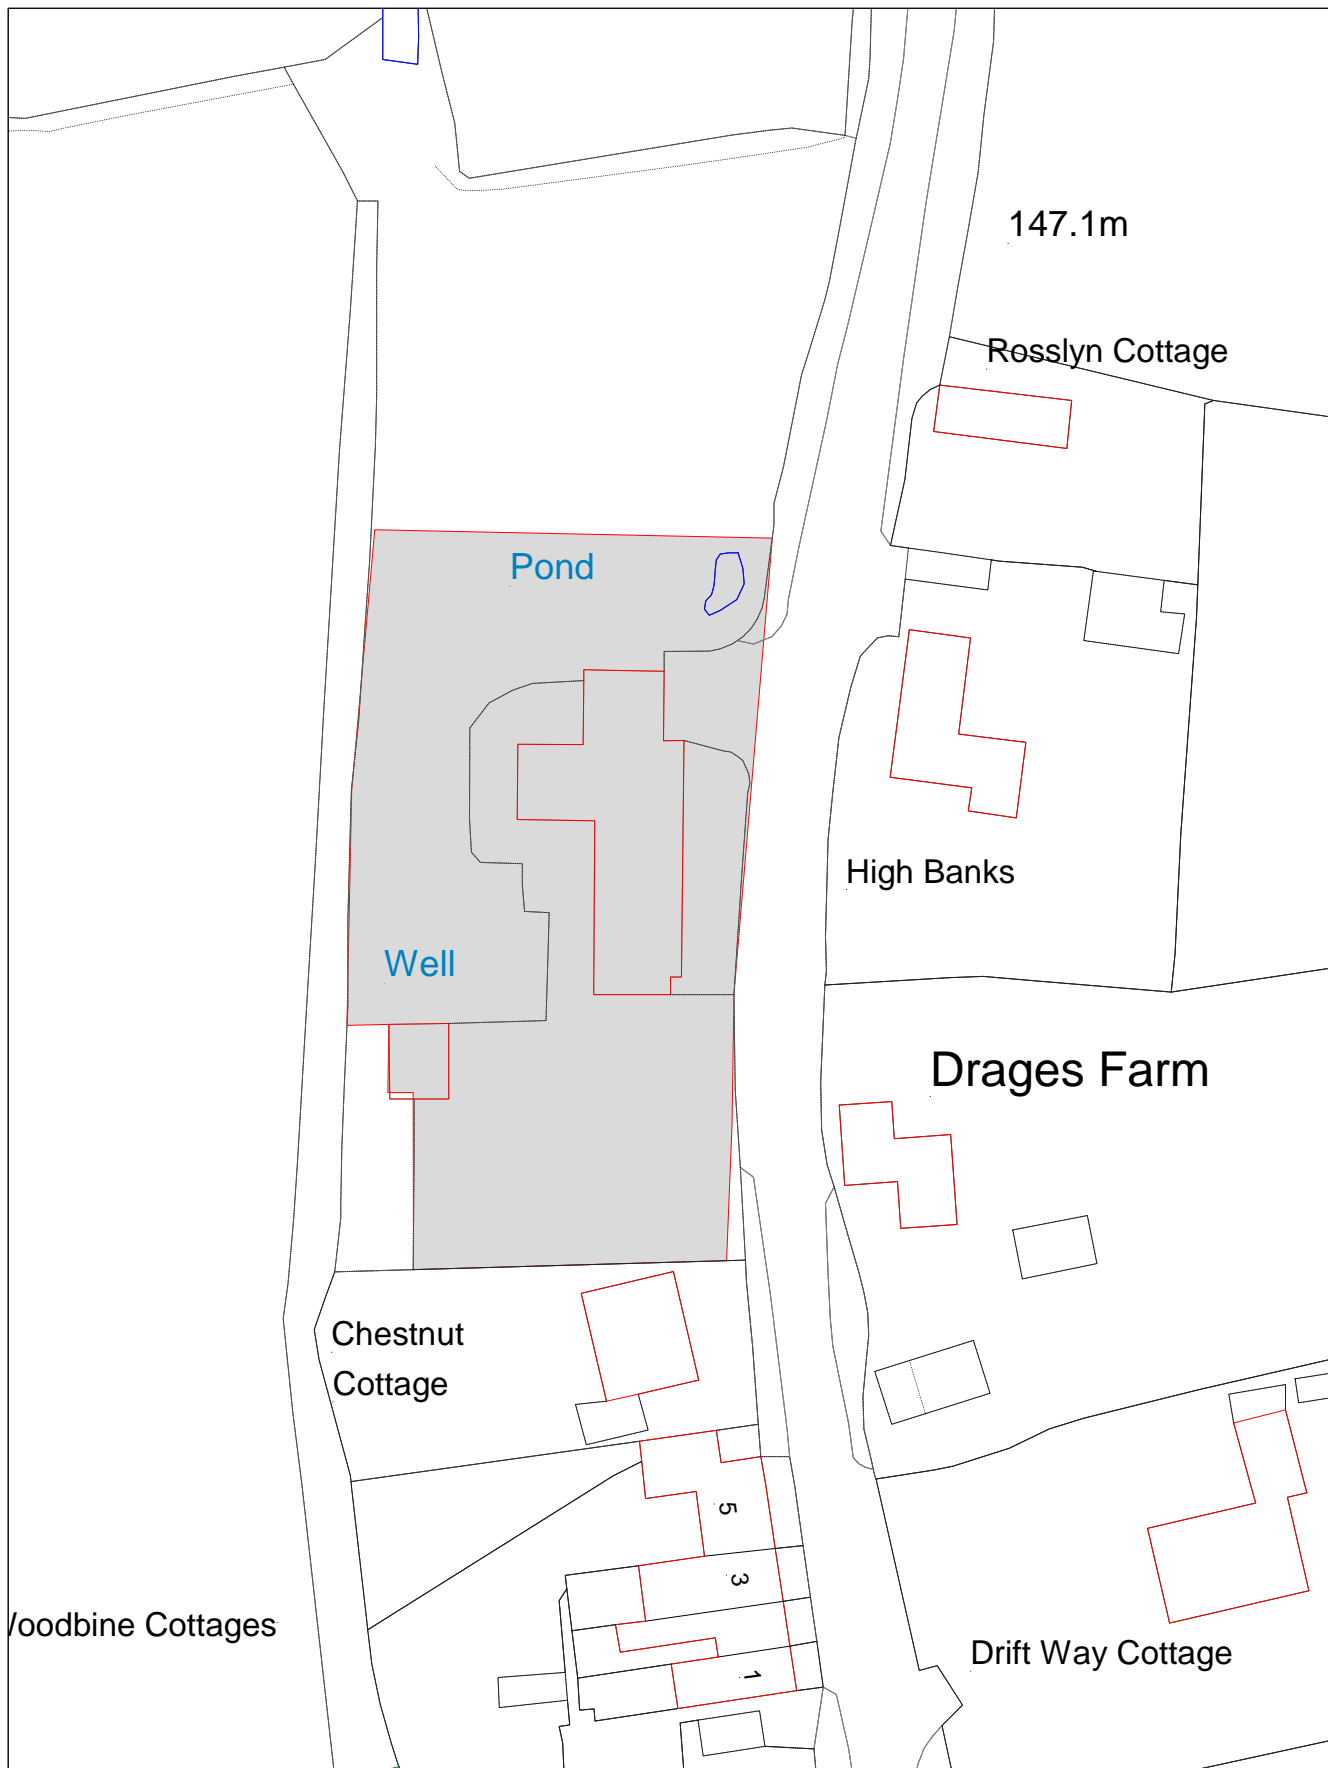 147.1m
Rosslyn Cottage
Pond
High Banks
Well
Drages Farm
Chestnut
Cottage
5
3
Cottages
Drift Way Cottage
1